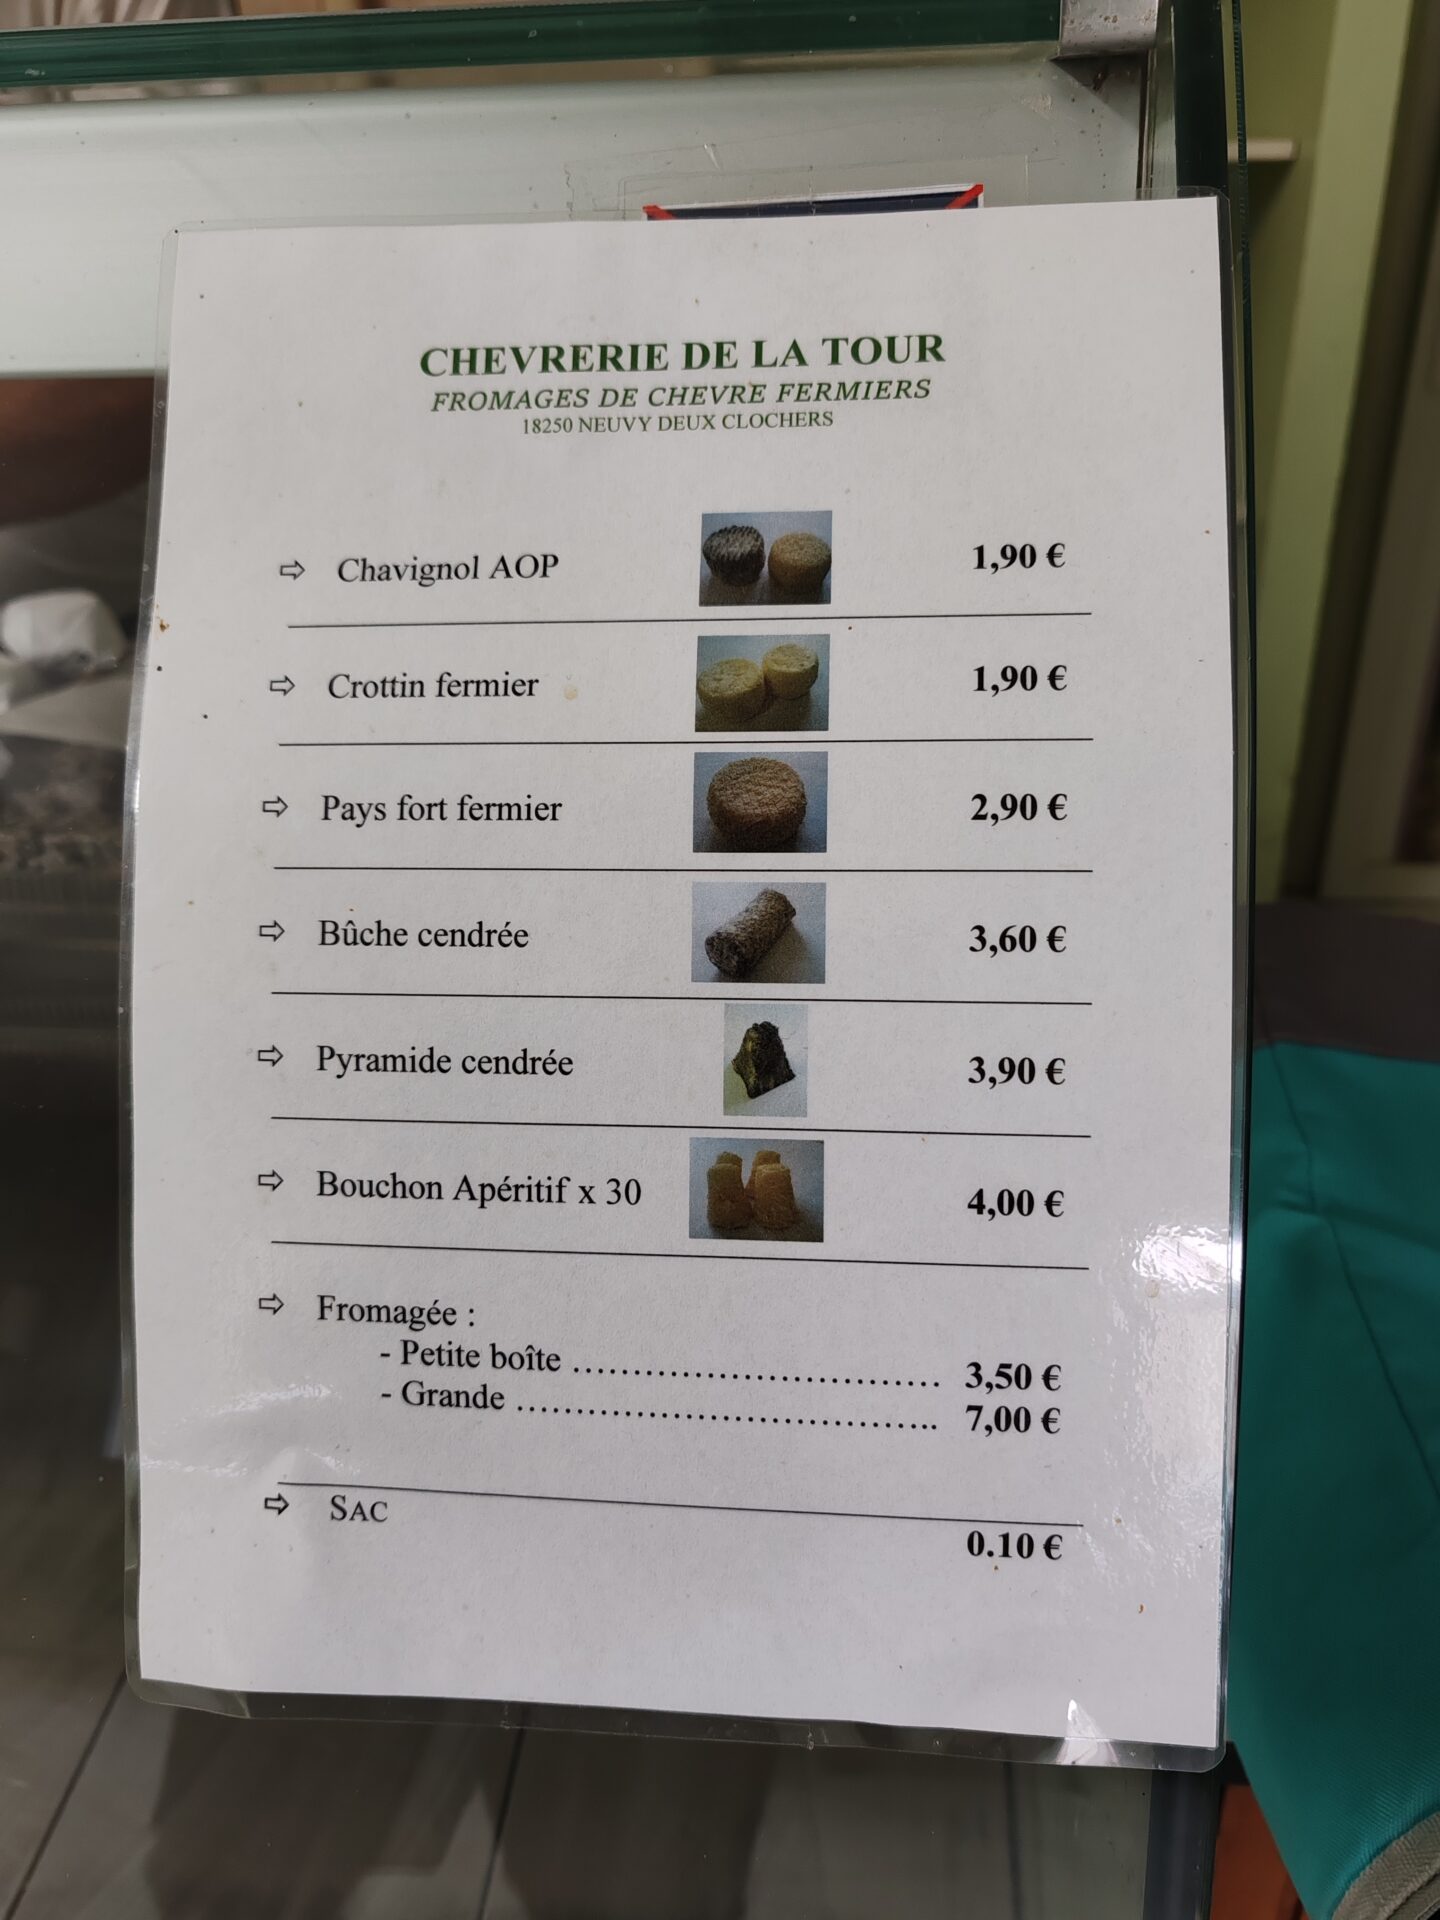 CHEVRERIE DE LA TOUR
FROMAGES DE CHEVRE FERMIERS
18250 NEUVY DEUX CLOCHERS
⇨ Chavignol AOP 1,90 €
⇨ Crottin fermier 1,90 €
⇨ Pays fort fermier 2,90 €
⇨ Bûche cendrée 3,60 €
⇨ Pyramide cendrée 3,90 €
⇨ Bouchon Apéritif x 30 4,00 €
⇨ Fromagée :
- Petite boîte ................................ 3,50 €
- Grande ..................................... 7,00 €
⇨ SAC 0.10 €